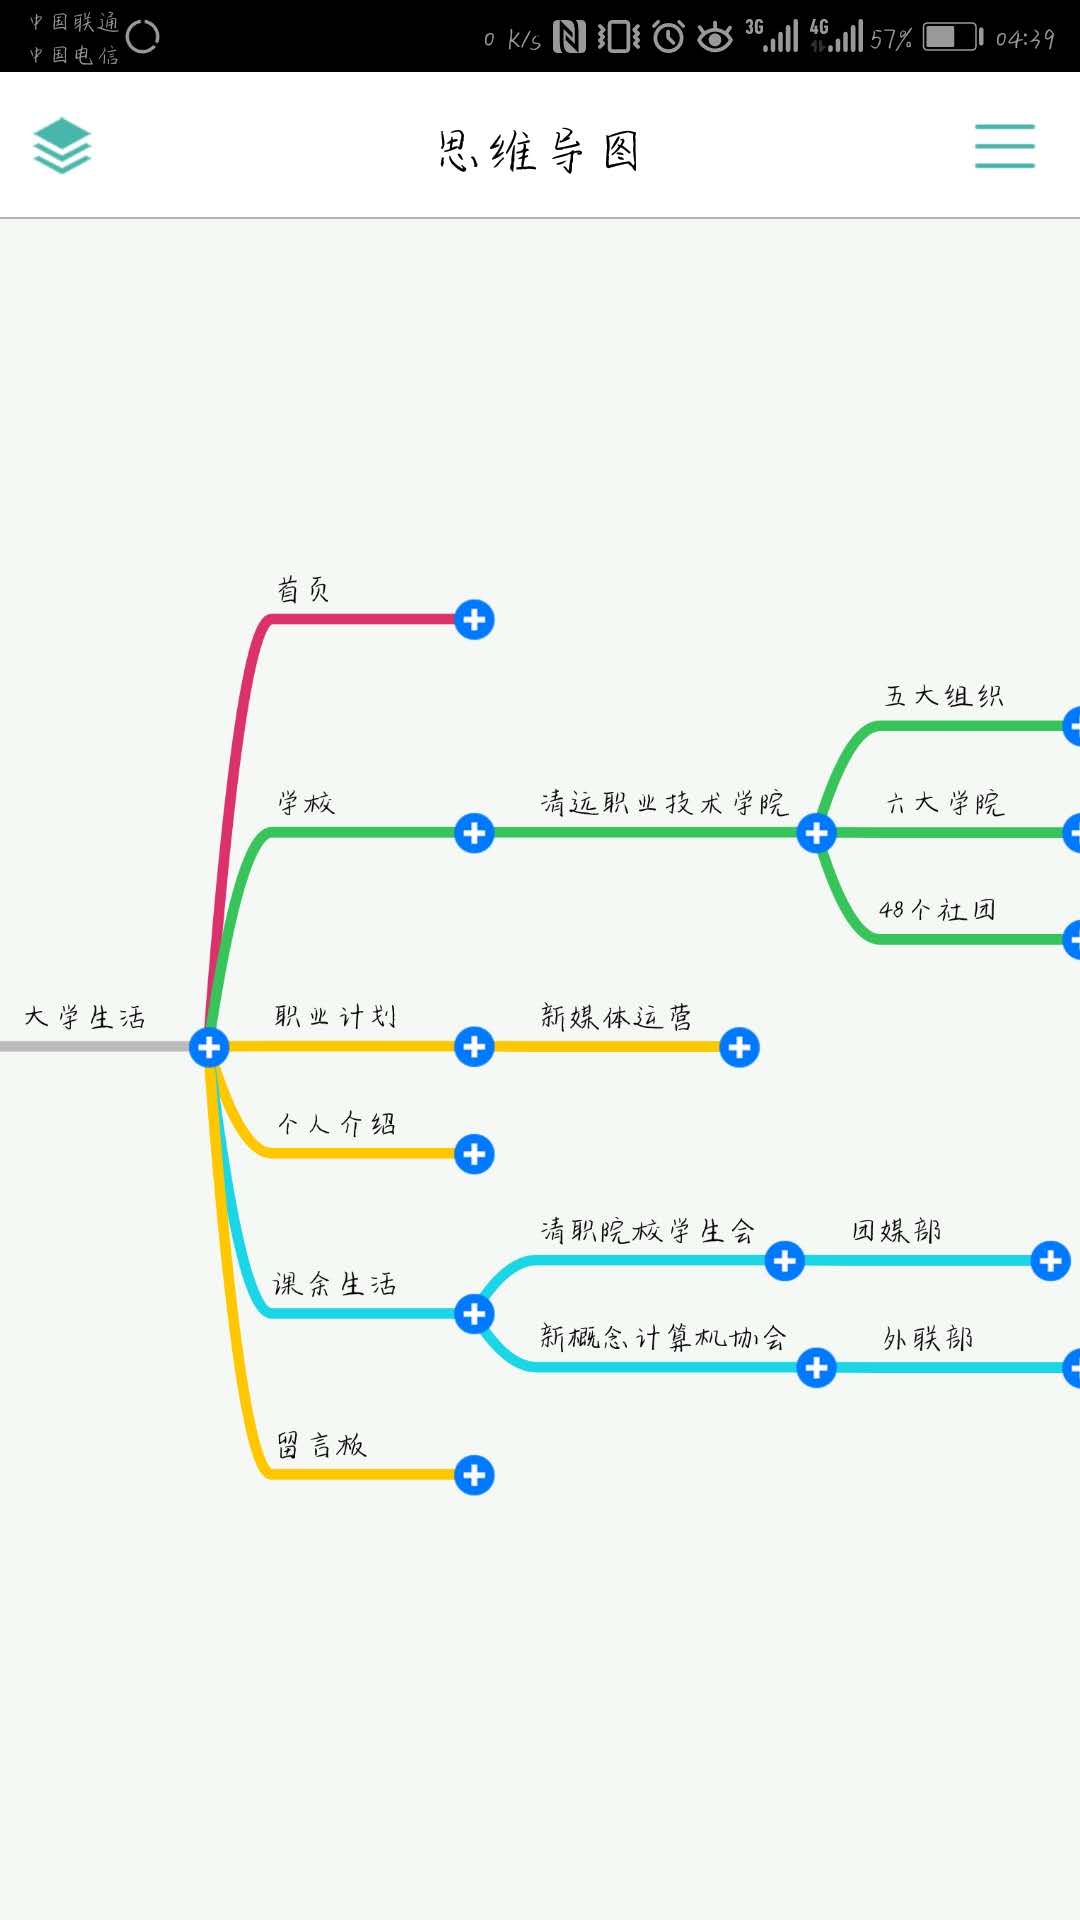 中国联通
中国电信
0 K/s 3G 4G 57% 04:39
思维导图
首页
五大组织
学校 清远职业技术学院 六大学院
48个社团
大学生活 职业计划 新媒体运营
个人介绍
清职院校学生会 团媒部
课余生活
新概念计算机协会 外联部
留言板